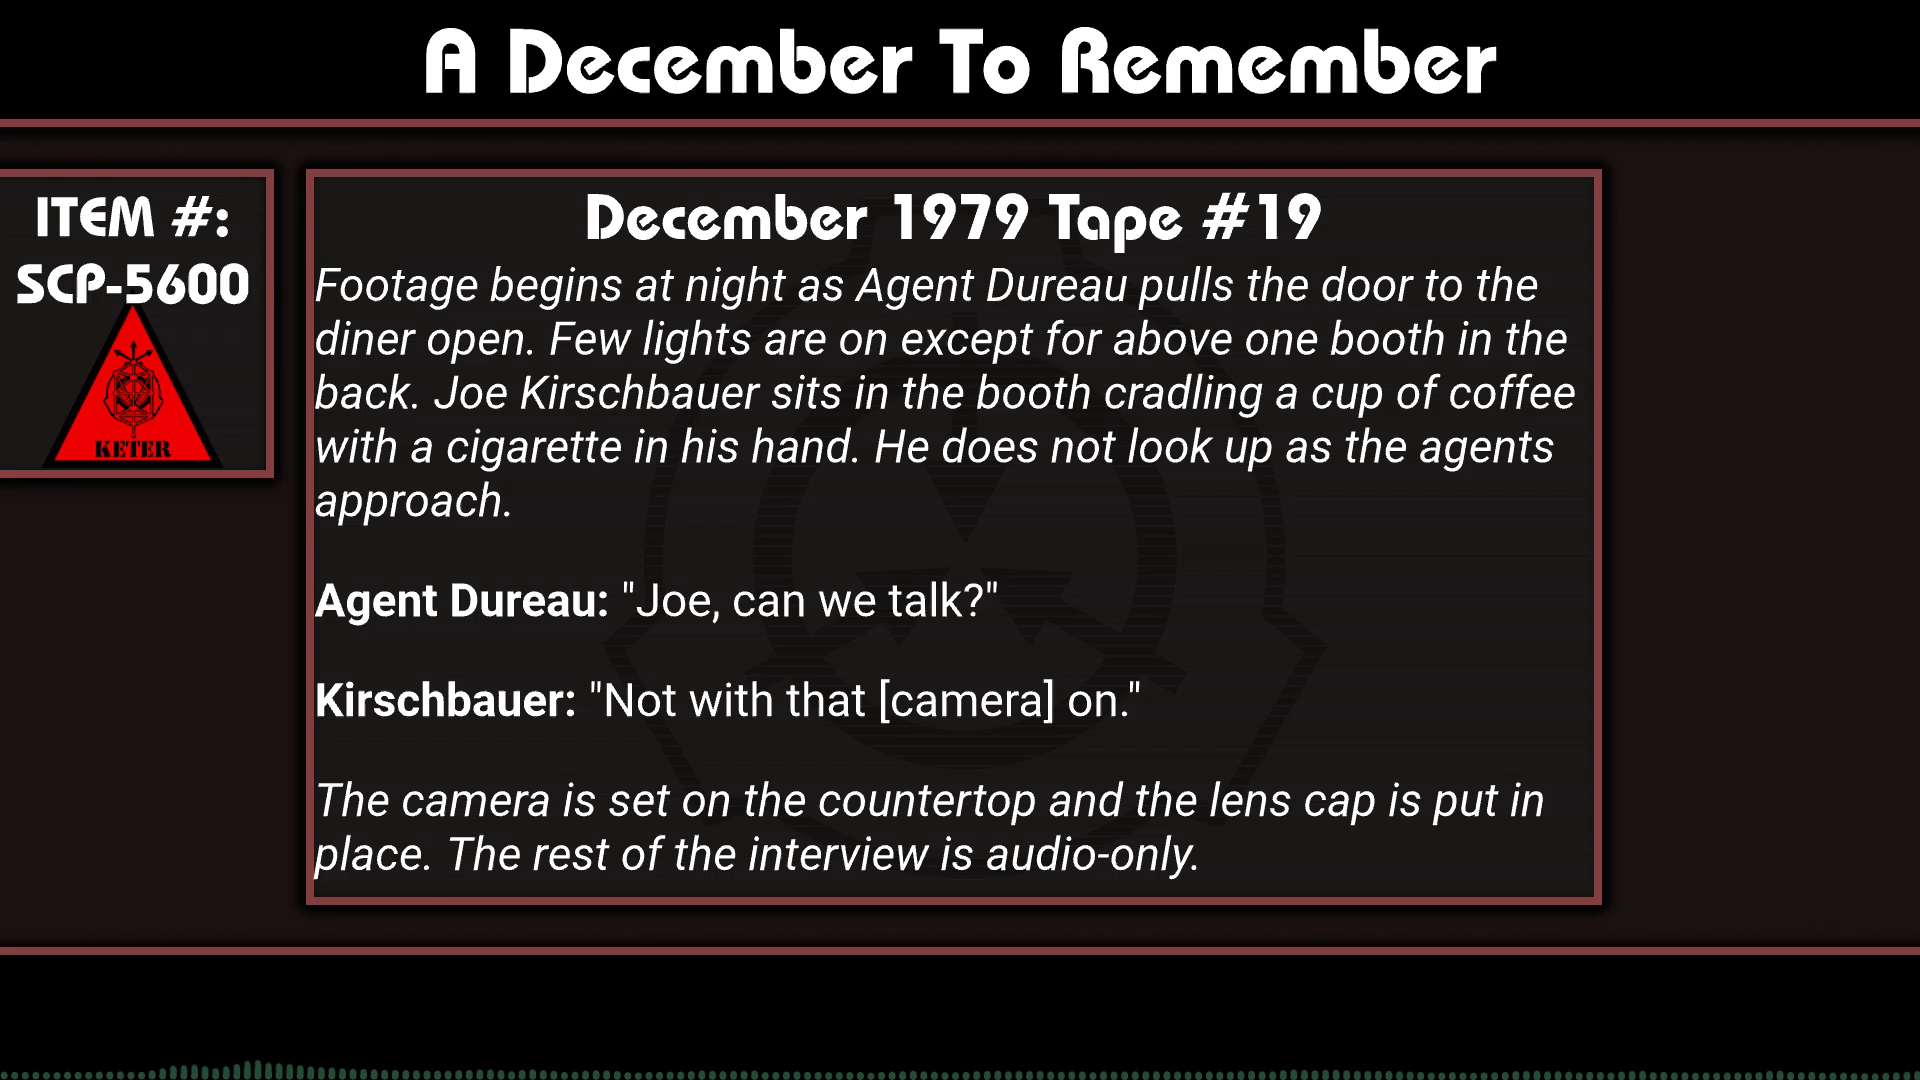 A December To Remember
ITEM #:
SCP-5600
KETER
December 1979 Tape #19
Footage begins at night as Agent Dureau pulls the door to the
diner open. Few lights are on except for above one booth in the
back. Joe Kirschbauer sits in the booth cradling a cup of coffee
with a cigarette in his hand. He does not look up as the agents
approach.
Agent Dureau: "Joe, can we talk?"
Kirschbauer: "Not with that [camera] on."
The camera is set on the countertop and the lens cap is put in
place. The rest of the interview is audio-only.